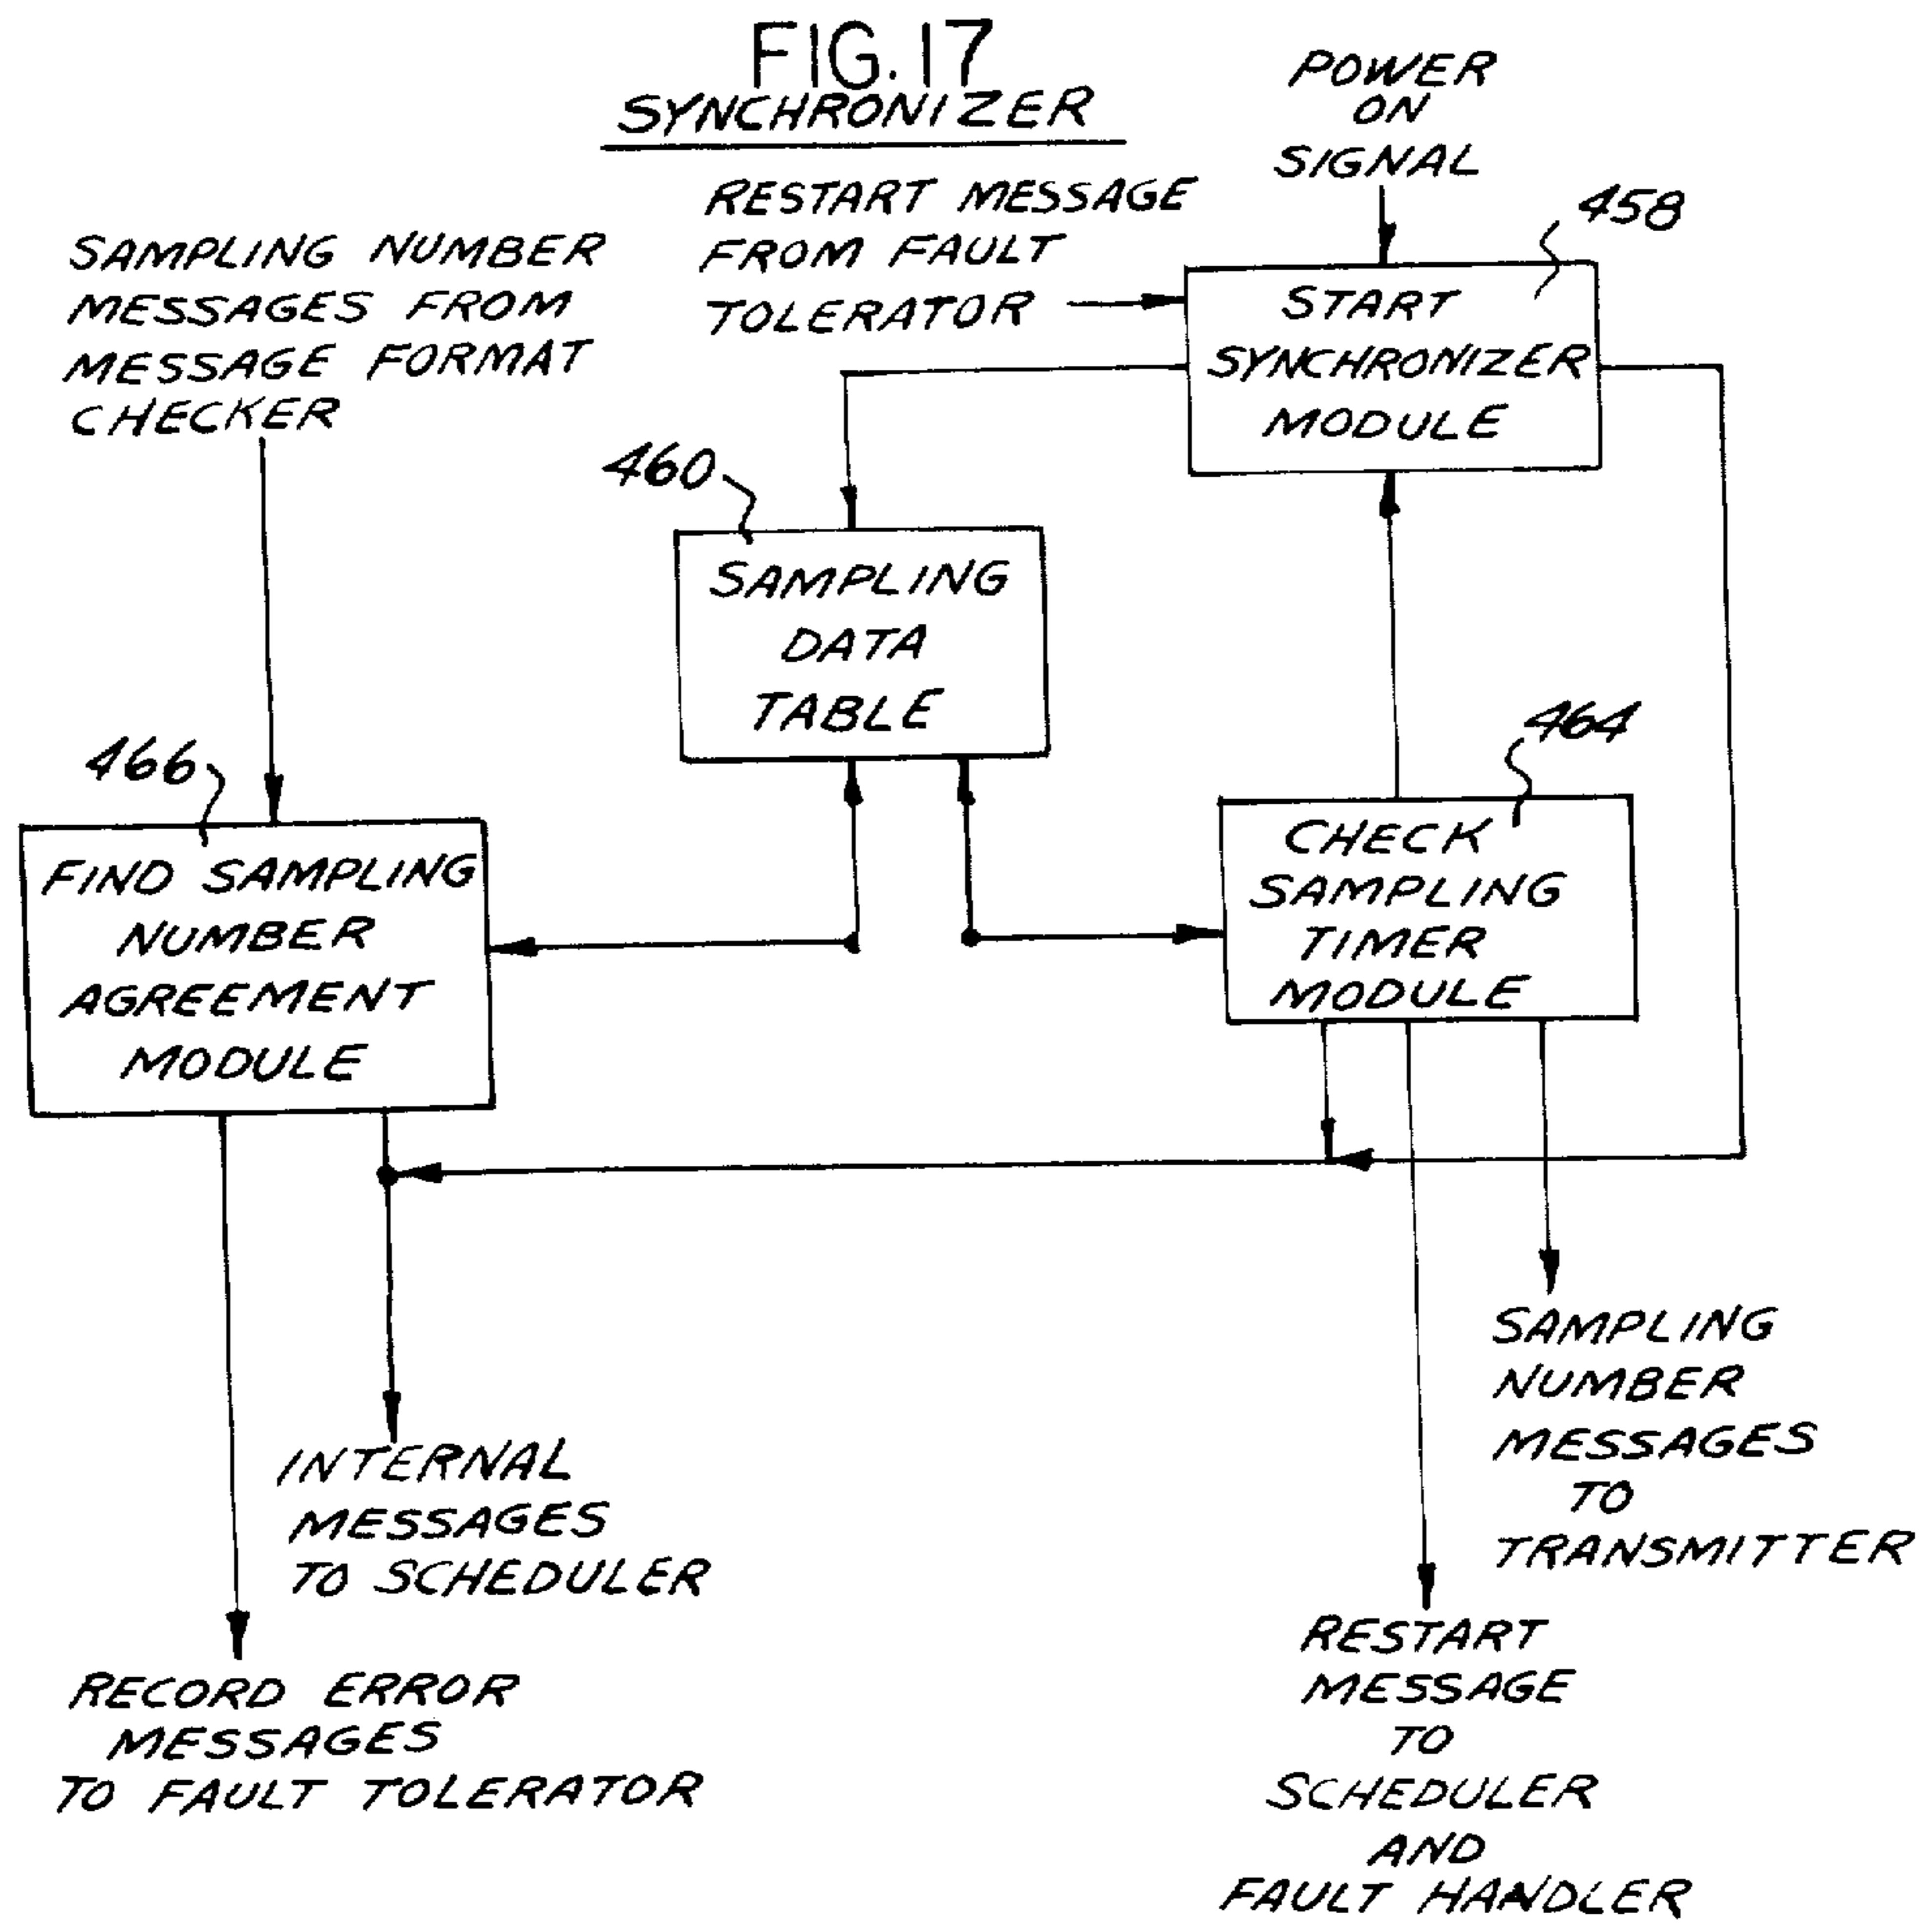 FIG. 17
SYNCHRONIZER
POWER
ON
SIGNAL
RESTART MESSAGE
FROM FAULT
TOLERATOR
SAMPLING NUMBER
MESSAGES FROM
MESSAGE FORMAT
CHECKER
458
START
SYNCHRONIZER
MODULE
460
SAMPLING
DATA
TABLE
466
FIND SAMPLING
NUMBER
AGREEMENT
MODULE
464
CHECK
SAMPLING
TIMER
MODULE
INTERNAL
MESSAGES
TO SCHEDULER
RECORD ERROR
MESSAGES
TO FAULT TOLERATOR
SAMPLING
NUMBER
MESSAGES
TO
TRANSMITTER
RESTART
MESSAGE
TO
SCHEDULER
AND
FAULT HANDLER